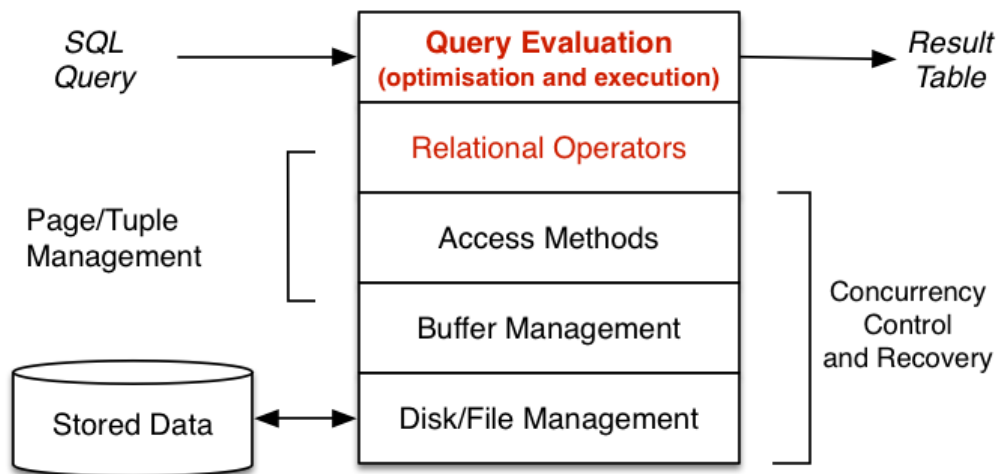 SQL
Query
Query Evaluation
(optimisation and execution)
Result
Table
Relational Operators
Page/Tuple
Management
Access Methods
Buffer Management
Concurrency
Control
and Recovery
Stored Data
Disk/File Management